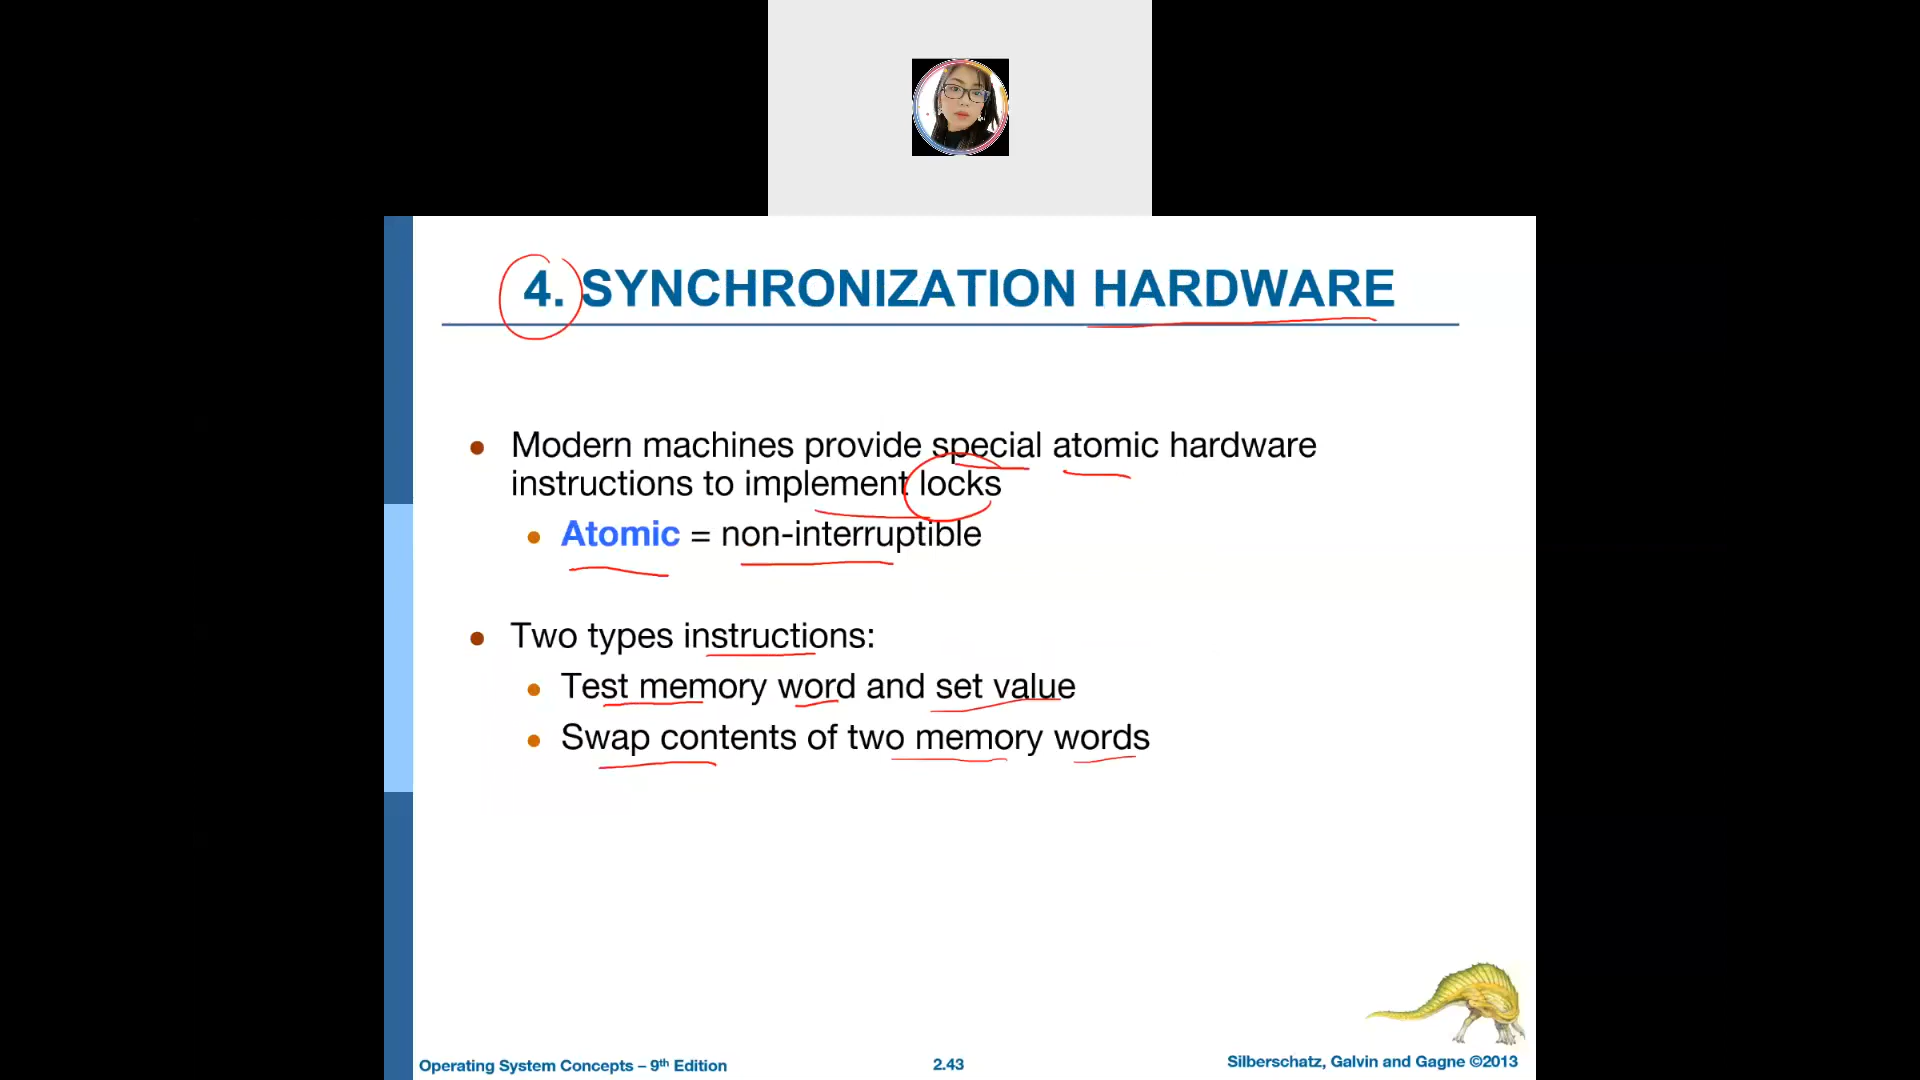 4. SYNCHRONIZATION HARDWARE
Modern machines provide special atomic hardware
instructions to implement locks
Atomic = non-interruptible
Two types instructions:
Test memory word and set value
Swap contents of two memory words
Operating System Concepts – 9th Edition
2.43
Silberschatz, Galvin and Gagne ©2013